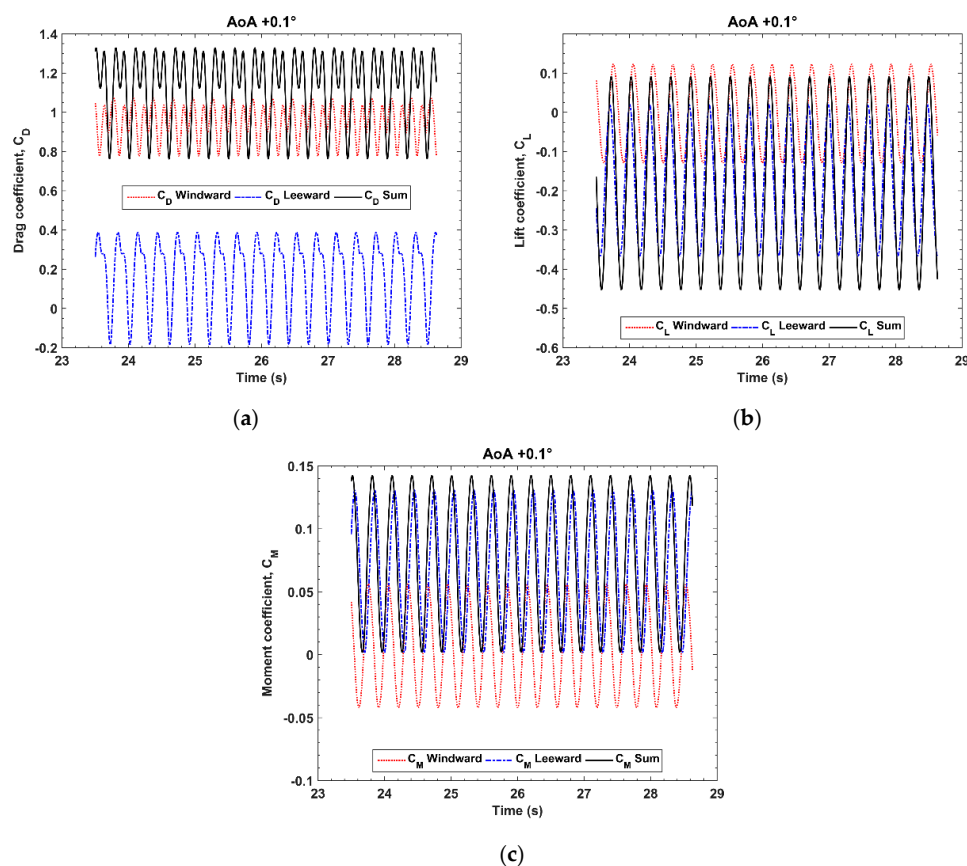 AoA +0.1°
1.4
1.2
1
0.8
0.6
0.4
0.2
0
-0.2
Drag coefficient, C_D
C_D Windward C_D Leeward C_D Sum
23 24 25 26 27 28 29
Time (s)
(a)
AoA +0.1°
0.1
0
-0.1
-0.2
-0.3
-0.4
-0.5
-0.6
Lift coefficient, C_L
C_L Windward C_L Leeward C_L Sum
23 24 25 26 27 28 29
Time (s)
(b)
AoA +0.1°
0.15
0.1
0.05
0
-0.05
-0.1
Moment coefficient, C_M
C_M Windward C_M Leeward C_M Sum
23 24 25 26 27 28 29
Time (s)
(c)